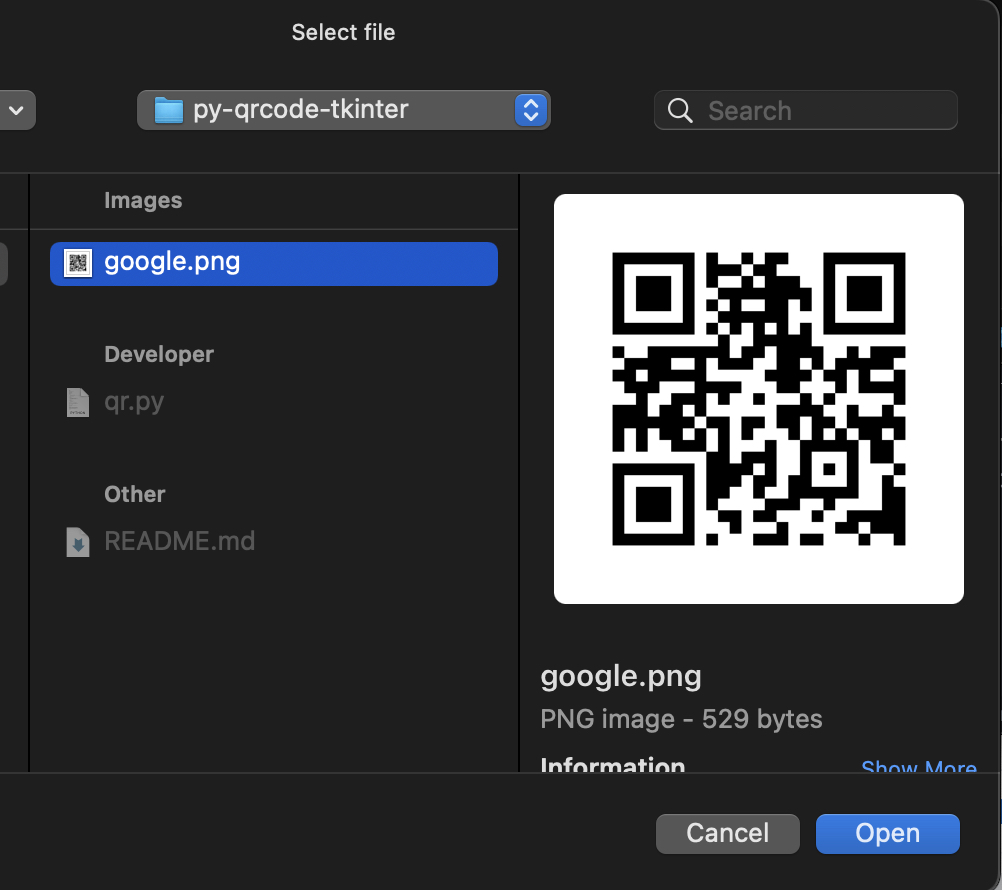 Select file
py-qrcode-tkinter
Search
Images
google.png
Developer
qr.py
Other
README.md
google.png
PNG image - 529 bytes
Information
Show More
Cancel
Open